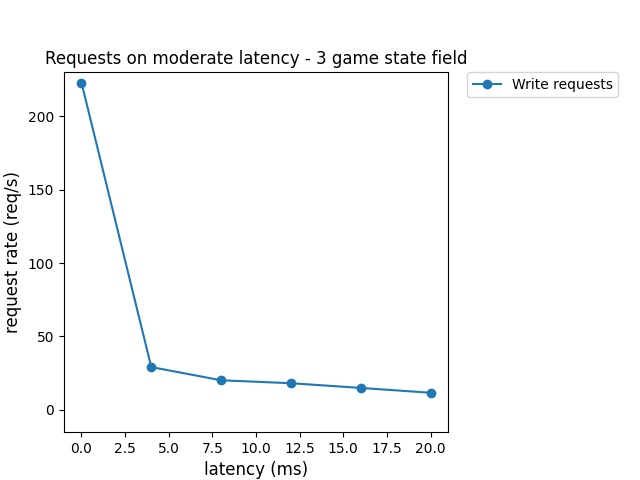 Requests on moderate latency - 3 game state field
Write requests
request rate (req/s)
200
150
100
50
0
0.0 2.5 5.0 7.5 10.0 12.5 15.0 17.5 20.0
latency (ms)